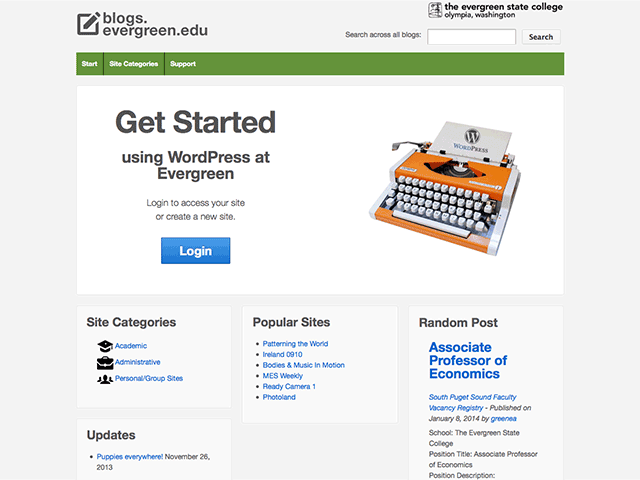 blogs.
evergreen.edu
the evergreen state college
olympia, washington
Search across all blogs:
Search
Start
Site Categories
Support
Get Started
using WordPress at
Evergreen
Login to access your site
or create a new site.
Login
WORDPRESS
Site Categories
Academic
Administrative
Personal/Group Sites
Updates
Puppies everywhere! November 26,
2013
Popular Sites
Patterning the World
Ireland 0910
Bodies & Music In Motion
MES Weekly
Ready Camera 1
Photoland
Random Post
Associate
Professor of
Economics
South Puget Sound Faculty
Vacancy Registry - Published on
January 8, 2014 by greenea
School: The Evergreen State
College
Position Title: Associate Professor
of Economics
Position Description: